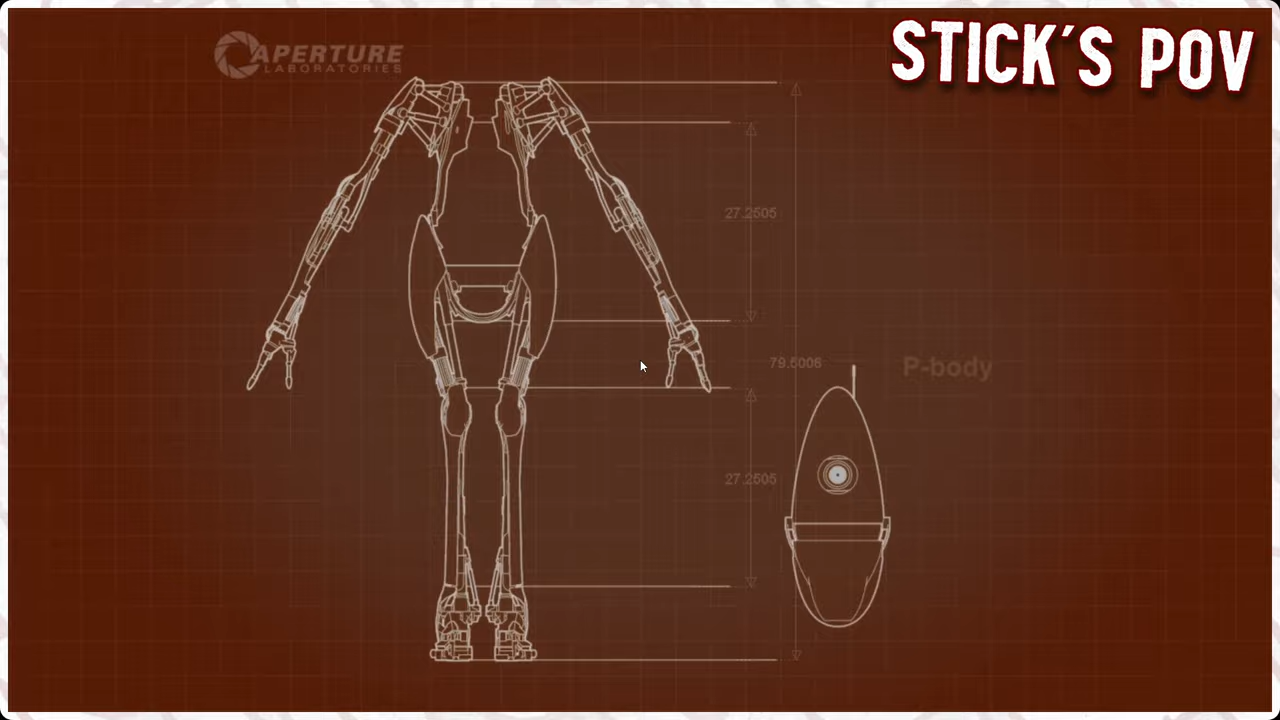 STICK'S POV
APERTURE
LABORATORIES
27.2505
79.5006
P-body
27.2505